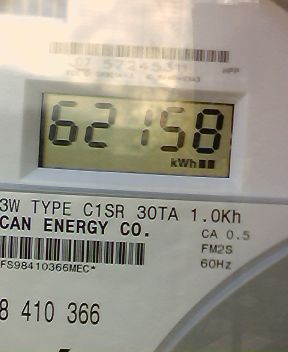 62158
kWh
3W TYPE C1SR 30TA 1.0Kh
CAN ENERGY CO.
CA 0.5
FM2S
FS98410366MEC*
60Hz
8 410 366